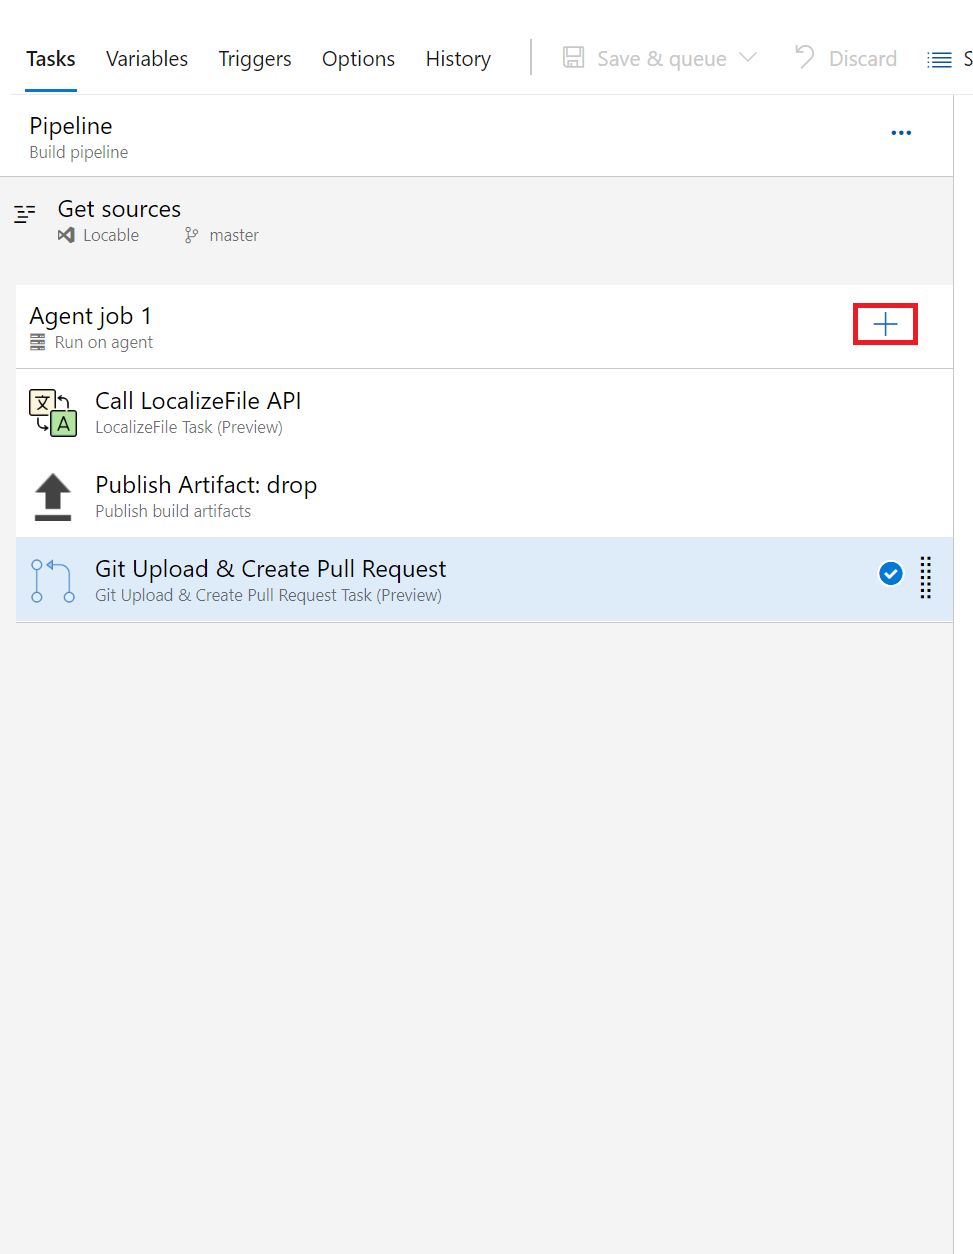 Tasks Variables Triggers Options History Save & queue Discard S
Pipeline
Build pipeline
Get sources
Locable master
Agent job 1
Run on agent
文
A
Call LocalizeFile API
LocalizeFile Task (Preview)
Publish Artifact: drop
Publish build artifacts
Git Upload & Create Pull Request
Git Upload & Create Pull Request Task (Preview)